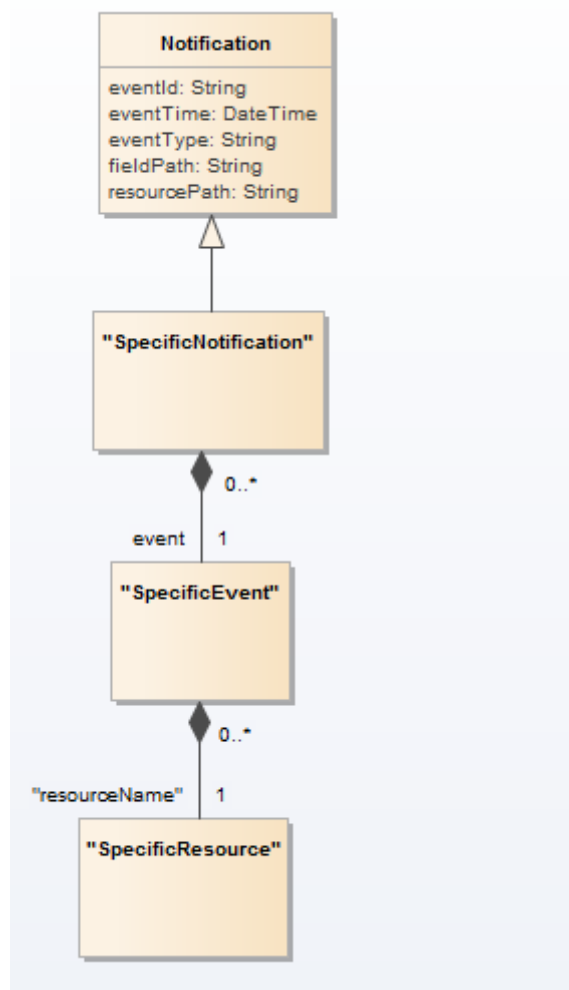 Notification
eventId: String
eventTime: DateTime
eventType: String
fieldPath: String
resourcePath: String
"SpecificNotification"
0..*
event 1
"SpecificEvent"
0..*
"resourceName" 1
"SpecificResource"